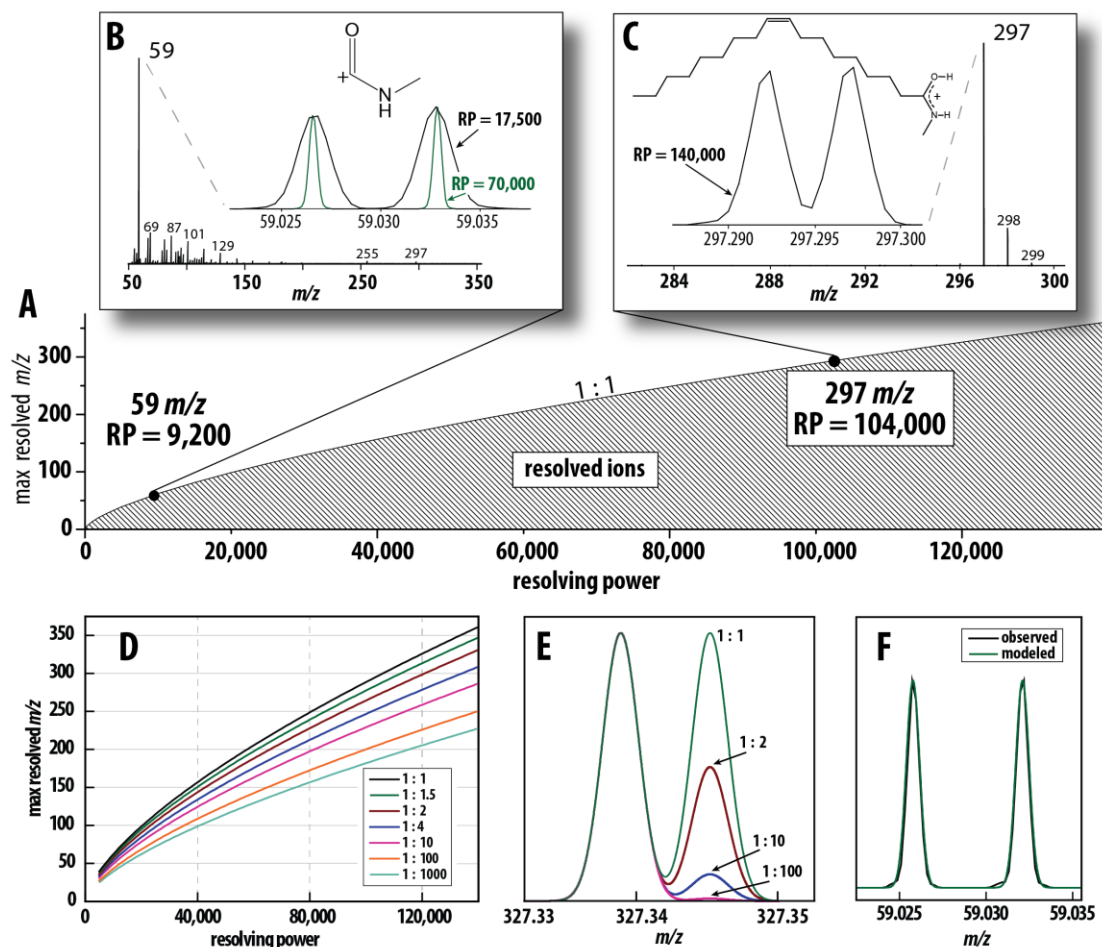 B
59
O
+
N
H
RP = 17,500
RP = 70,000
59.025
59.030
59.035
69
87
101
129
255
297
50
150
250
350
m/z
C
297
O-H
+
N-H
RP = 140,000
297.290
297.295
297.300
298
299
284
288
292
296
300
m/z
A
max resolved m/z
300
200
100
0
59 m/z
RP = 9,200
1 : 1
297 m/z
RP = 104,000
resolved ions
0
20,000
40,000
60,000
80,000
100,000
120,000
resolving power
D
max resolved m/z
350
300
250
200
150
100
50
0
1 : 1
1 : 1.5
1 : 2
1 : 4
1 : 10
1 : 100
1 : 1000
40,000
80,000
120,000
resolving power
E
1 : 1
1 : 2
1 : 10
1 : 100
327.33
327.34
327.35
m/z
F
observed
modeled
59.025
59.030
59.035
m/z